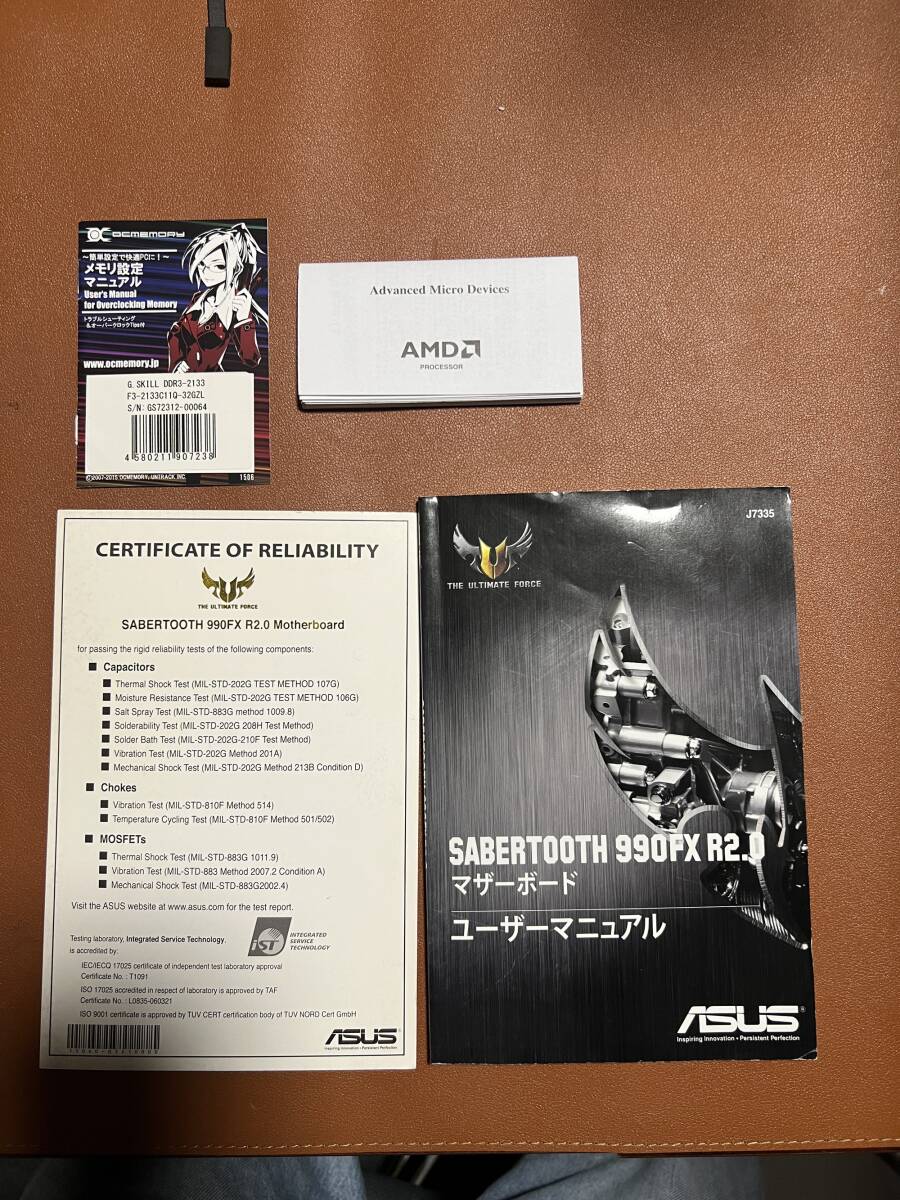 OCMEMORY
～簡単設定で快適PCに！～
メモリ設定
マニュアル
User's Manual
for Overclocking Memory
トラブルシューティング
&オーバークロックTips付
www.ocmemory.jp
G.SKILL DDR3-2133
F3-2133C11Q-32GZL
S/N: GS72312-00064
4 580211 907238
©2007-2015 OCMEMORY, UNITRACK INC.
1506
Advanced Micro Devices
AMD
PROCESSOR
CERTIFICATE OF RELIABILITY
THE ULTIMATE FORCE
SABERTOOTH 990FX R2.0 Motherboard
for passing the rigid reliability tests of the following components:
■ Capacitors
■ Thermal Shock Test (MIL-STD-202G TEST METHOD 107G)
■ Moisture Resistance Test (MIL-STD-202G TEST METHOD 106G)
■ Salt Spray Test (MIL-STD-883G method 1009.8)
■ Solderability Test (MIL-STD-202G 208H Test Method)
■ Solder Bath Test (MIL-STD-202G-210F Test Method)
■ Vibration Test (MIL-STD-202G Method 201A)
■ Mechanical Shock Test (MIL-STD-202G Method 213B Condition D)
■ Chokes
■ Vibration Test (MIL-STD-810F Method 514)
■ Temperature Cycling Test (MIL-STD-810F Method 501/502)
■ MOSFETs
■ Thermal Shock Test (MIL-STD-883G 1011.9)
■ Vibration Test (MIL-STD-883 Method 2007.2 Condition A)
■ Mechanical Shock Test (MIL-STD-883G2002.4)
Visit the ASUS website at www.asus.com for the test report.
Testing laboratory, Integrated Service Technology,
is accredited by:
iST
INTEGRATED
SERVICE
TECHNOLOGY
IEC/IECQ 17025 certificate of independent test laboratory approval
Certificate No. : T1091
ISO 17025 accredited in respect of laboratory is approved by TAF
Certificate No. : L0835-060321
ISO 9001 certificate is approved by TUV CERT certification body of TUV NORD Cert GmbH
ASUS
Inspiring Innovation • Persistent Perfection
J7335
THE ULTIMATE FORCE
SABERTOOTH 990FX R2.0
マザーボード
ユーザーマニュアル
ASUS
Inspiring Innovation • Persistent Perfection